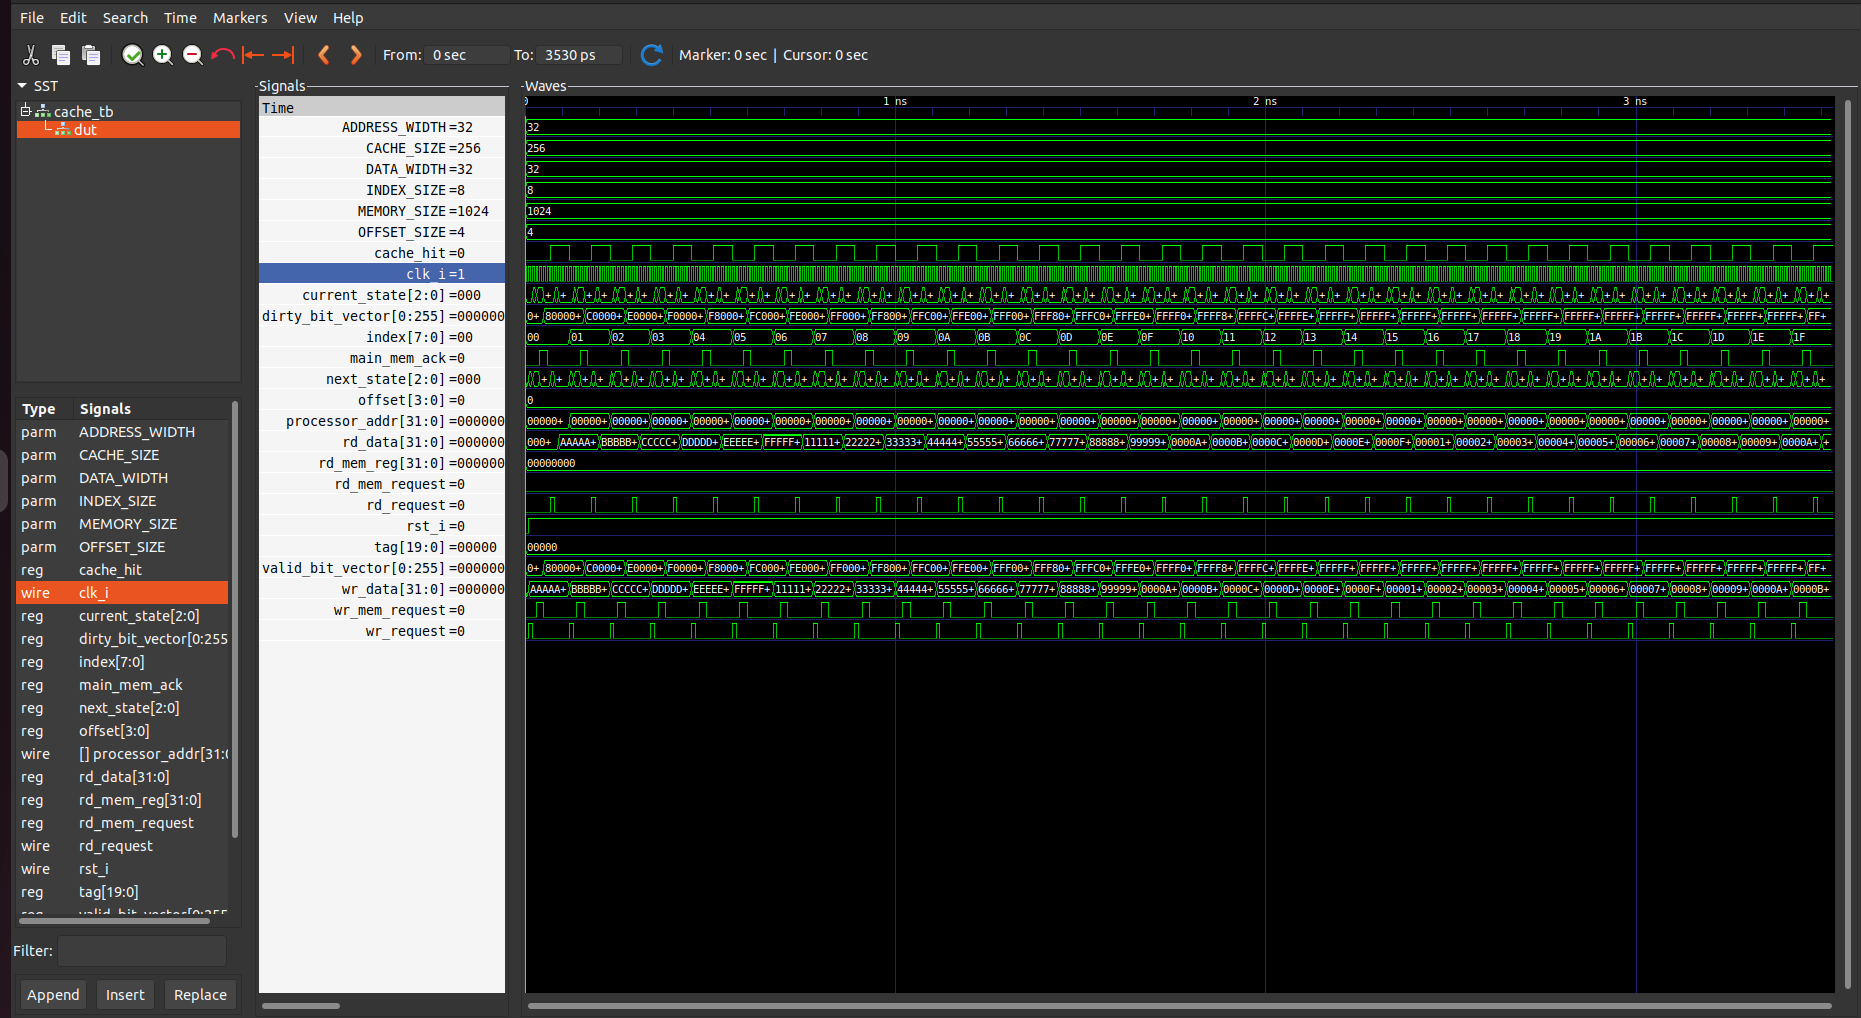 File Edit Search Time Markers View Help
From: 0 sec To: 3530 ps Marker: 0 sec | Cursor: 0 sec
SST
cache_tb
dut
Type Signals
parm ADDRESS_WIDTH
parm CACHE_SIZE
parm DATA_WIDTH
parm INDEX_SIZE
parm MEMORY_SIZE
parm OFFSET_SIZE
reg cache_hit
wire clk_i
reg current_state[2:0]
reg dirty_bit_vector[0:255
reg index[7:0]
reg main_mem_ack
reg next_state[2:0]
reg offset[3:0]
wire [] processor_addr[31:0
reg rd_data[31:0]
reg rd_mem_reg[31:0]
reg rd_mem_request
wire rd_request
wire rst_i
reg tag[19:0]
reg valid_bit_vector[0:255
Filter:
Append Insert Replace
Signals
Time
ADDRESS_WIDTH =32
CACHE_SIZE =256
DATA_WIDTH =32
INDEX_SIZE =8
MEMORY_SIZE =1024
OFFSET_SIZE =4
cache_hit =0
clk_i =1
current_state[2:0] =000
dirty_bit_vector[0:255] =000000
index[7:0] =00
main_mem_ack =0
next_state[2:0] =000
offset[3:0] =0
processor_addr[31:0] =000000
rd_data[31:0] =000000
rd_mem_reg[31:0] =000000
rd_mem_request =0
rd_request =0
rst_i =0
tag[19:0] =00000
valid_bit_vector[0:255] =000000
wr_data[31:0] =000000
wr_mem_request =0
wr_request =0
Waves
0 1 ns 2 ns 3 ns
32
256
32
8
1024
4
0+ 80000+ C0000+ E0000+ F0000+ F8000+ FC000+ FE000+ FF000+ FF800+ FFC00+ FFE00+ FFF00+ FFF80+ FFFC0+ FFFE0+ FFFF0+ FFFF8+ FFFFC+ FFFFE+ FFFFF+ FFFFF+ FFFFF+ FFFFF+ FFFFF+ FFFFF+ FFFFF+ FFFFF+ FFFFF+ FFFFF+ FFFFF+ FF+
00 01 02 03 04 05 06 07 08 09 0A 0B 0C 0D 0E 0F 10 11 12 13 14 15 16 17 18 19 1A 1B 1C 1D 1E 1F
0
00000+ 00000+ 00000+ 00000+ 00000+ 00000+ 00000+ 00000+ 00000+ 00000+ 00000+ 00000+ 00000+ 00000+ 00000+ 00000+ 00000+ 00000+ 00000+ 00000+ 00000+ 00000+ 00000+ 00000+ 00000+ 00000+ 00000+ 00000+ 00000+ 00000+ 00000+ 00000+
000+ AAAAA+ BBBBB+ CCCCC+ DDDDD+ EEEEE+ FFFFF+ 11111+ 22222+ 33333+ 44444+ 55555+ 66666+ 77777+ 88888+ 99999+ 0000A+ 0000B+ 0000C+ 0000D+ 0000E+ 0000F+ 00001+ 00002+ 00003+ 00004+ 00005+ 00006+ 00007+ 00008+ 00009+ 0000A+ +
00000000
00000
0+ 80000+ C0000+ E0000+ F0000+ F8000+ FC000+ FE000+ FF000+ FF800+ FFC00+ FFE00+ FFF00+ FFF80+ FFFC0+ FFFE0+ FFFF0+ FFFF8+ FFFFC+ FFFFE+ FFFFF+ FFFFF+ FFFFF+ FFFFF+ FFFFF+ FFFFF+ FFFFF+ FFFFF+ FFFFF+ FFFFF+ FFFFF+ FF+
AAAAA+ BBBBB+ CCCCC+ DDDDD+ EEEEE+ FFFFF+ 11111+ 22222+ 33333+ 44444+ 55555+ 66666+ 77777+ 88888+ 99999+ 0000A+ 0000B+ 0000C+ 0000D+ 0000E+ 0000F+ 00001+ 00002+ 00003+ 00004+ 00005+ 00006+ 00007+ 00008+ 00009+ 0000A+ 0000B+